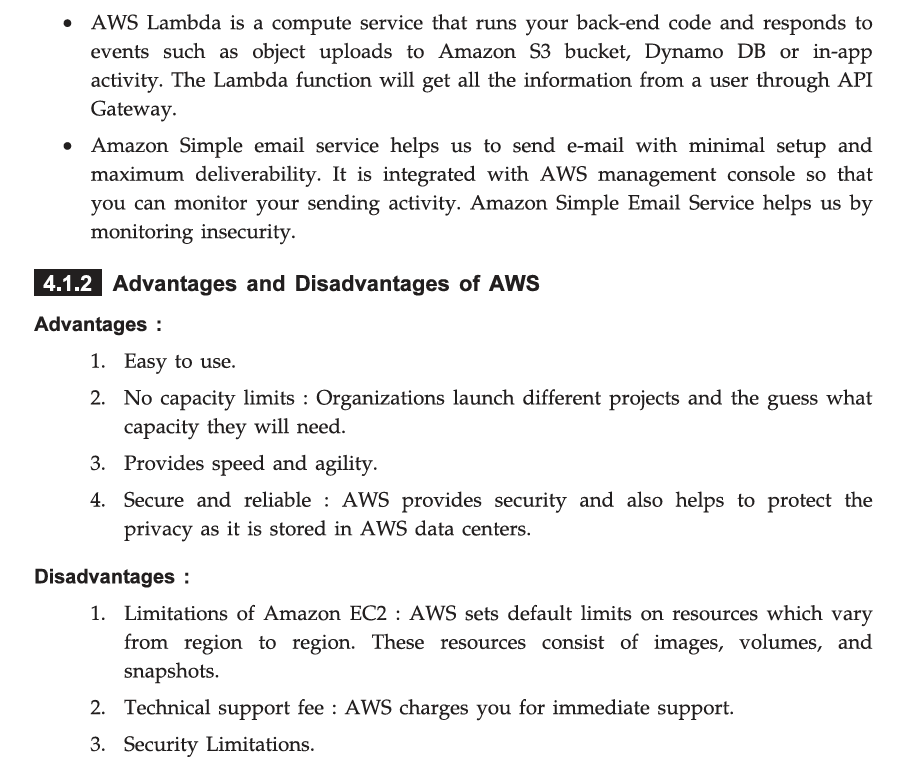 • AWS Lambda is a compute service that runs your back-end code and responds to
events such as object uploads to Amazon S3 bucket, Dynamo DB or in-app
activity. The Lambda function will get all the information from a user through API
Gateway.
• Amazon Simple email service helps us to send e-mail with minimal setup and
maximum deliverability. It is integrated with AWS management console so that
you can monitor your sending activity. Amazon Simple Email Service helps us by
monitoring insecurity.
4.1.2 Advantages and Disadvantages of AWS
Advantages :
1. Easy to use.
2. No capacity limits : Organizations launch different projects and the guess what
capacity they will need.
3. Provides speed and agility.
4. Secure and reliable : AWS provides security and also helps to protect the
privacy as it is stored in AWS data centers.
Disadvantages :
1. Limitations of Amazon EC2 : AWS sets default limits on resources which vary
from region to region. These resources consist of images, volumes, and
snapshots.
2. Technical support fee : AWS charges you for immediate support.
3. Security Limitations.